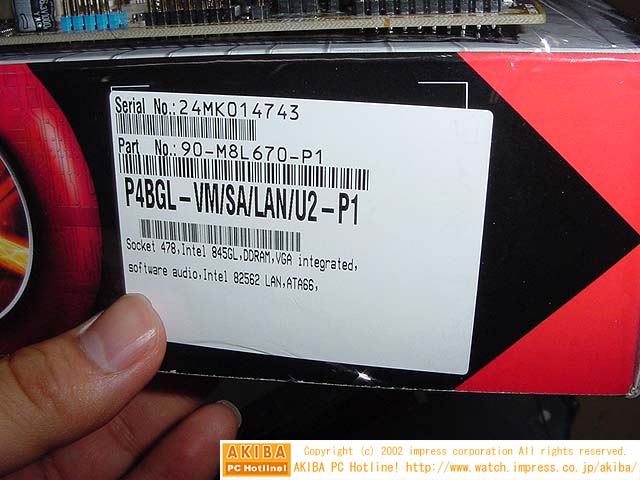 Serial No.:24MK014743
Part No.:90-M8L670-P1
P4BGL-VM/SA/LAN/U2-P1
Socket 478,Intel 845GL,DDRAM,VGA integrated,
software audio,Intel 82562 LAN,ATA66,
AKIBA
PC Hotline!
Copyright (c) 2002 impress corporation All rights reserved.
AKIBA PC Hotline! http://www.watch.impress.co.jp/akiba/